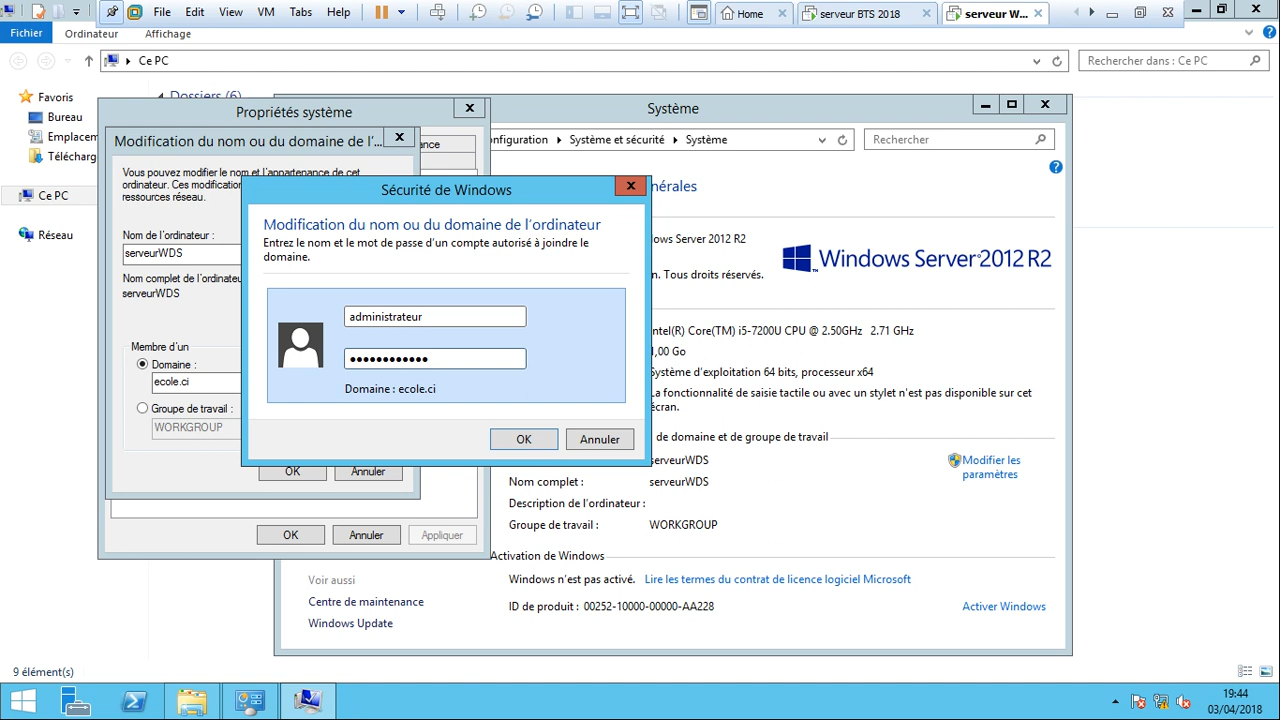 File Edit View VM Tabs Help
Home
serveur BTS 2018
serveur W...
Fichier
Ordinateur
Affichage
Ce PC
Rechercher dans : Ce PC
Favoris
Bureau
Emplacem
Télécharg
Ce PC
Réseau
Dossiers (6)
Propriétés système
Modification du nom ou du domaine de l'...
Vous pouvez modifier le nom et l'appartenance de cet
ordinateur. Ces modification
ressources réseau.
Nom de l'ordinateur :
serveurWDS
Nom complet de l'ordinateur
serveurWDS
Membre d'un
Domaine :
ecole.ci
Groupe de travail :
WORKGROUP
OK
Annuler
OK
Annuler
Appliquer
ance
Sécurité de Windows
Modification du nom ou du domaine de l'ordinateur
Entrez le nom et le mot de passe d'un compte autorisé à joindre le
domaine.
administrateur
••••••••••••
Domaine : ecole.ci
OK
Annuler
Système
onfiguration
Système et sécurité
Système
Rechercher
nérales
ows Server 2012 R2
n. Tous droits réservés.
Windows Server 2012 R2
Intel(R) Core(TM) i5-7200U CPU @ 2.50GHz 2.71 GHz
1,00 Go
Système d'exploitation 64 bits, processeur x64
La fonctionnalité de saisie tactile ou avec un stylet n'est pas disponible sur cet
écran.
de domaine et de groupe de travail
serveurWDS
Modifier les
paramètres
Nom complet : serveurWDS
Description de l'ordinateur :
Groupe de travail : WORKGROUP
Activation de Windows
Windows n'est pas activé. Lire les termes du contrat de licence logiciel Microsoft
ID de produit : 00252-10000-00000-AA228
Activer Windows
Voir aussi
Centre de maintenance
Windows Update
9 élément(s)
19:44
03/04/2018